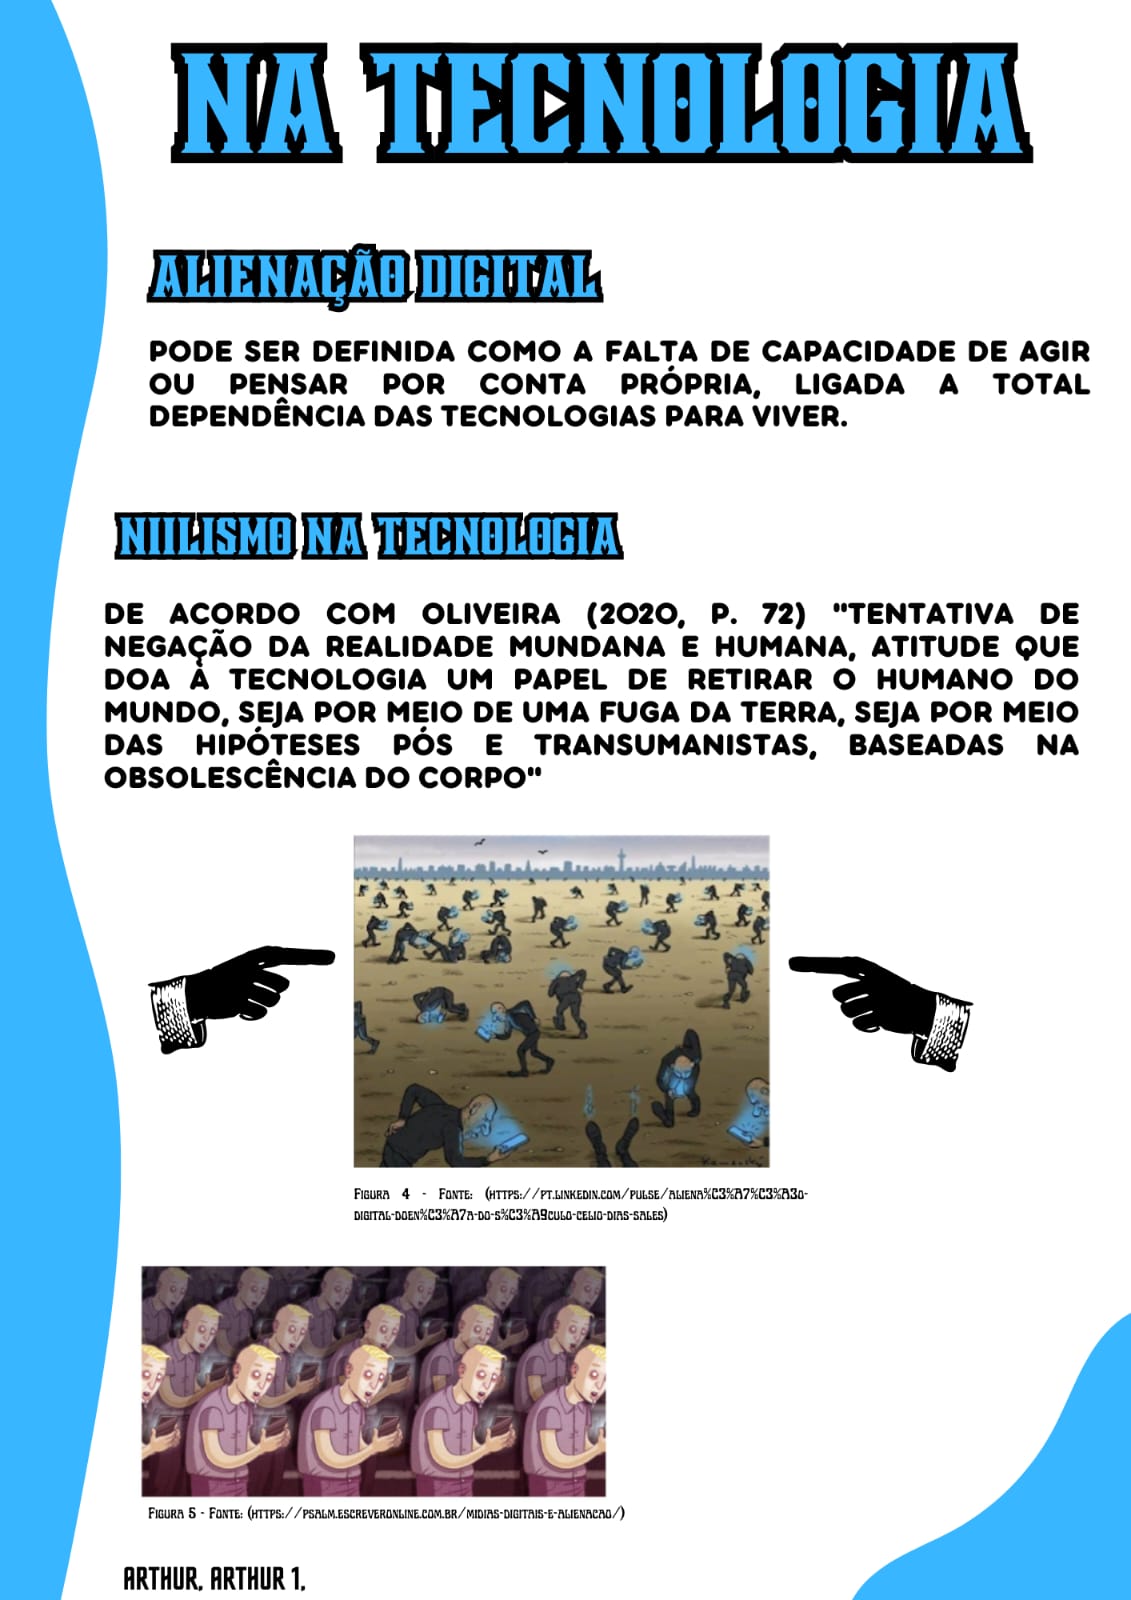 NA TECNOLOGIA
ALIENAÇÃO DIGITAL
PODE SER DEFINIDA COMO A FALTA DE CAPACIDADE DE AGIR
OU PENSAR POR CONTA PRÓPRIA, LIGADA A TOTAL
DEPENDÊNCIA DAS TECNOLOGIAS PARA VIVER.
NIILISMO NA TECNOLOGIA
DE ACORDO COM OLIVEIRA (2020, P. 72) "TENTATIVA DE
NEGAÇÃO DA REALIDADE MUNDANA E HUMANA, ATITUDE QUE
DOA À TECNOLOGIA UM PAPEL DE RETIRAR O HUMANO DO
MUNDO, SEJA POR MEIO DE UMA FUGA DA TERRA, SEJA POR MEIO
DAS HIPÓTESES PÓS E TRANSUMANISTAS, BASEADAS NA
OBSOLESCÊNCIA DO CORPO"
Figura 4 - Fonte: (https://pt.linkedin.com/pulse/aliena%C3%A7%C3%A3o-
digital-doen%C3%A7a-do-s%C3%A9culo-celio-dias-sales)
Figura 5 - Fonte: (https://psalm.escreveronline.com.br/midias-digitais-e-alienacao/)
ARTHUR, ARTHUR 1,